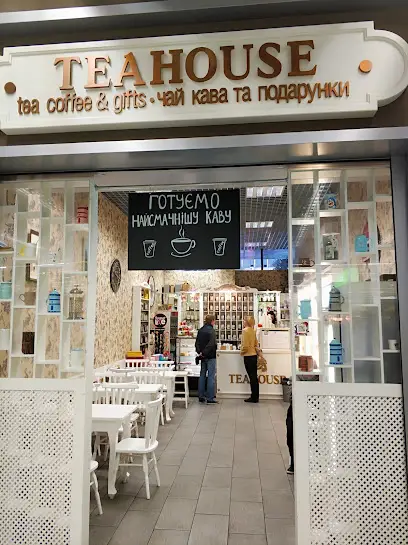 TEAHOUSE
tea coffee & gifts • чай кава та подарунки
ГОТУЄМО
НАЙСМАЧНІШУ КАВУ
TEAHOUSE